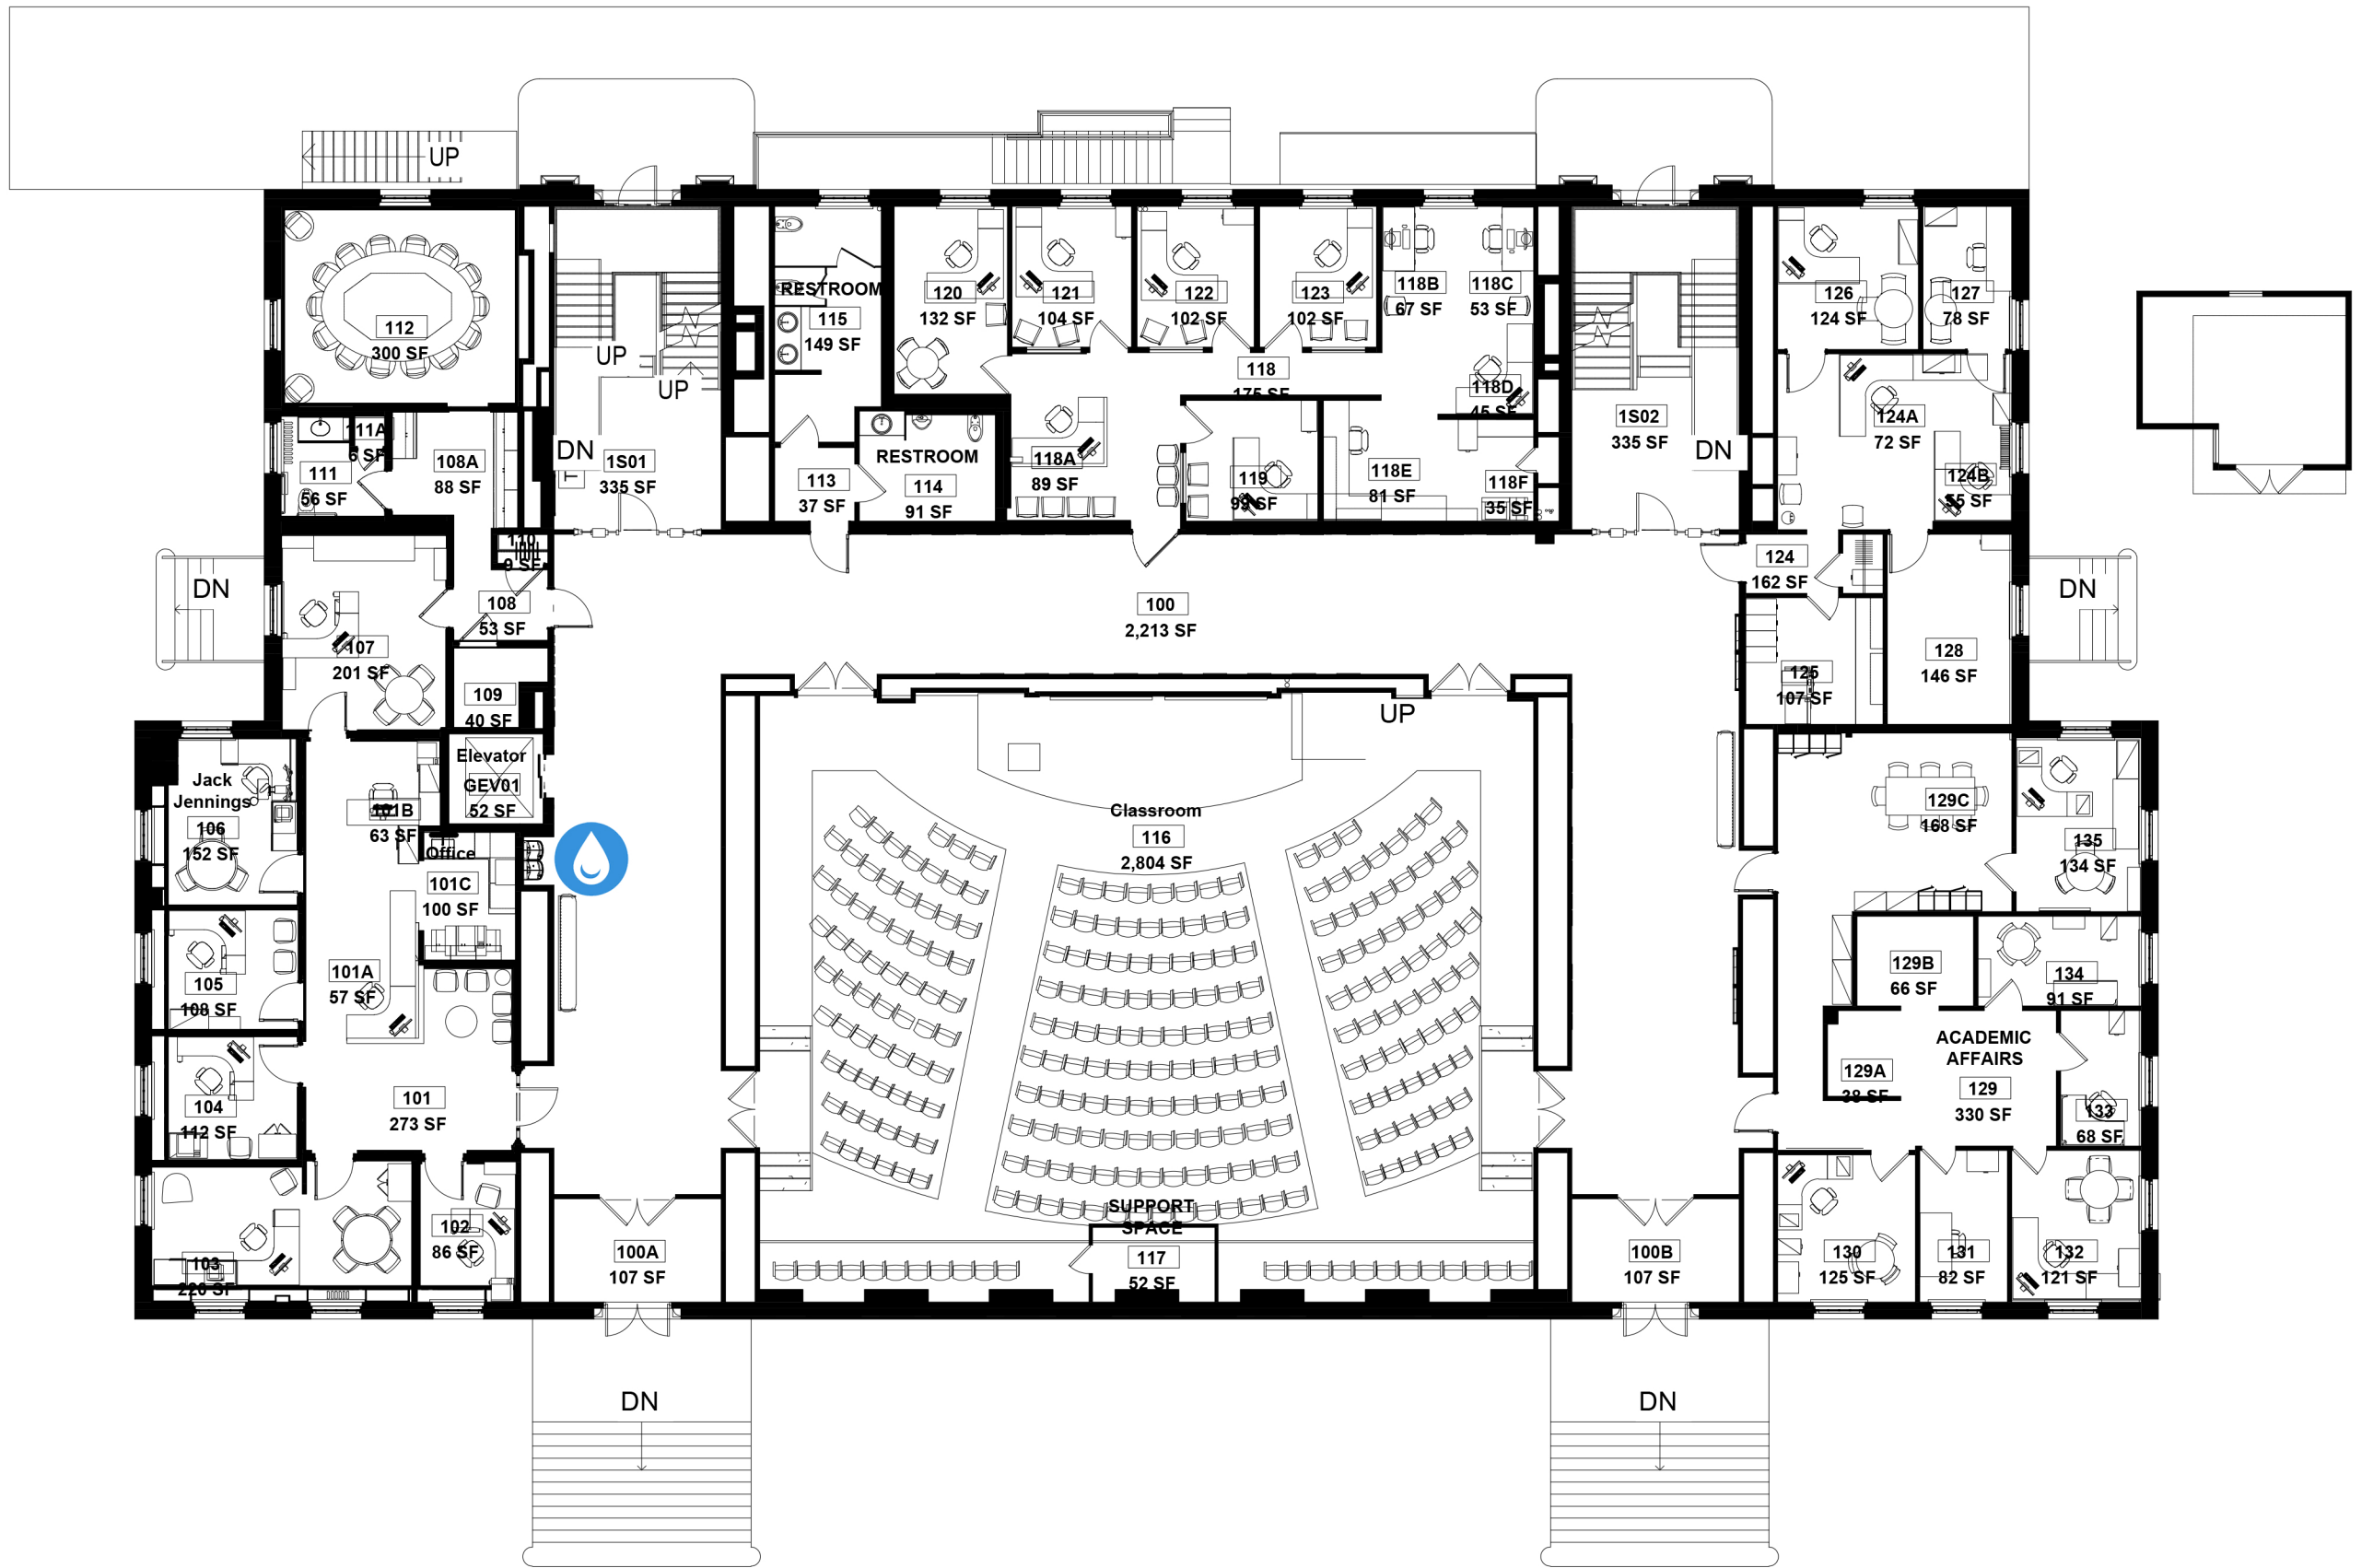 UP
112
300 SF
111A
6 SF
111
56 SF
108A
88 SF
110
9 SF
108
53 SF
107
201 SF
109
40 SF
DN
UP
UP
DN
1S01
335 SF
RESTROOM
115
149 SF
113
37 SF
RESTROOM
114
91 SF
120
132 SF
121
104 SF
122
102 SF
123
102 SF
118B
67 SF
118C
53 SF
118
175 SF
118D
45 SF
118A
89 SF
119
99 SF
118E
81 SF
118F
35 SF
1S02
335 SF
DN
126
124 SF
127
78 SF
124A
72 SF
124B
55 SF
124
162 SF
125
107 SF
128
146 SF
DN
100
2,213 SF
UP
Elevator
GEV01
52 SF
Jack
Jennings
106
152 SF
101B
63 SF
Office
101C
100 SF
105
108 SF
101A
57 SF
104
112 SF
101
273 SF
103
220 SF
102
86 SF
100A
107 SF
Classroom
116
2,804 SF
SUPPORT
SPACE
117
52 SF
100B
107 SF
129C
168 SF
135
134 SF
129B
66 SF
134
91 SF
ACADEMIC
AFFAIRS
129
330 SF
129A
38 SF
133
68 SF
130
125 SF
131
82 SF
132
121 SF
DN
DN